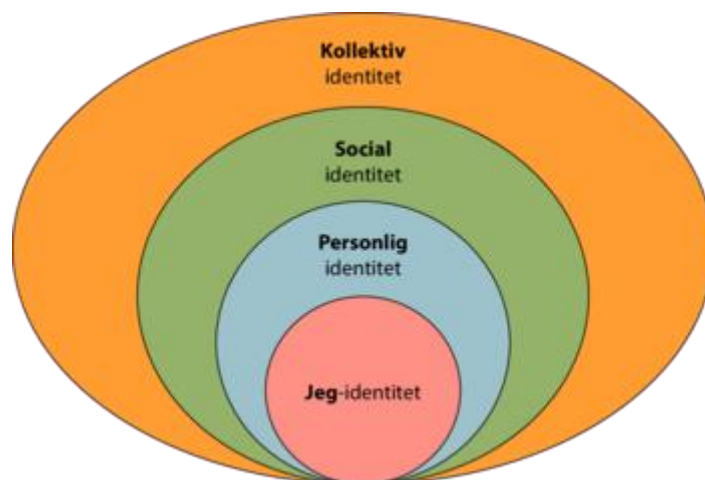 Kollektiv
identitet
Social
identitet
Personlig
identitet
Jeg-identitet